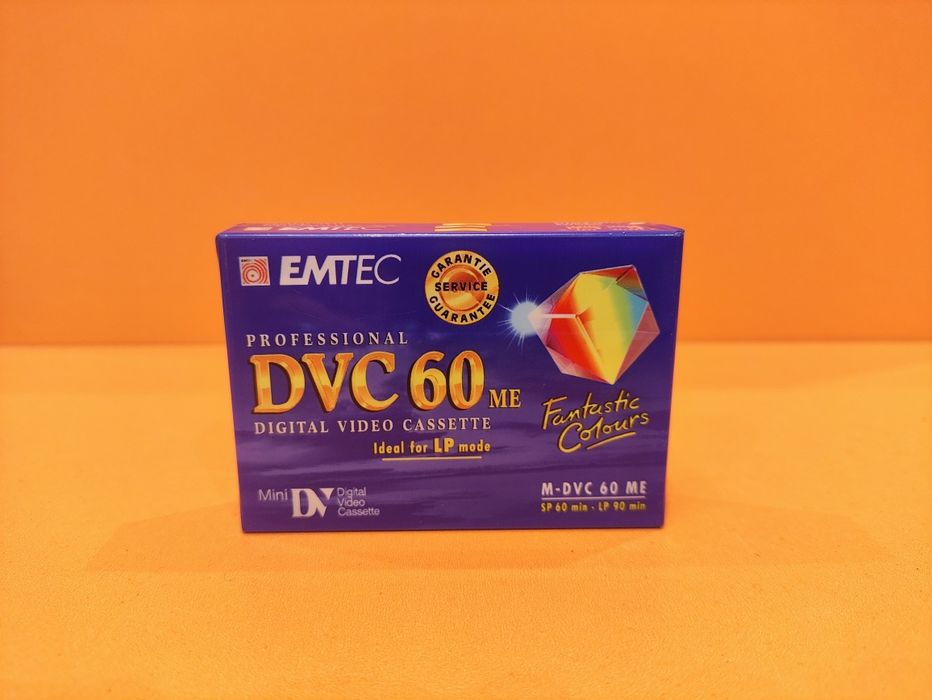 EMTEC
EMTEC
GARANTIE
SERVICE
GUARANTEE
PROFESSIONAL
DVC 60 ME
DIGITAL VIDEO CASSETTE
Ideal for LP mode
Fantastic
Colours
Mini DV Digital
Video
Cassette
M-DVC 60 ME
SP 60 min - LP 90 min